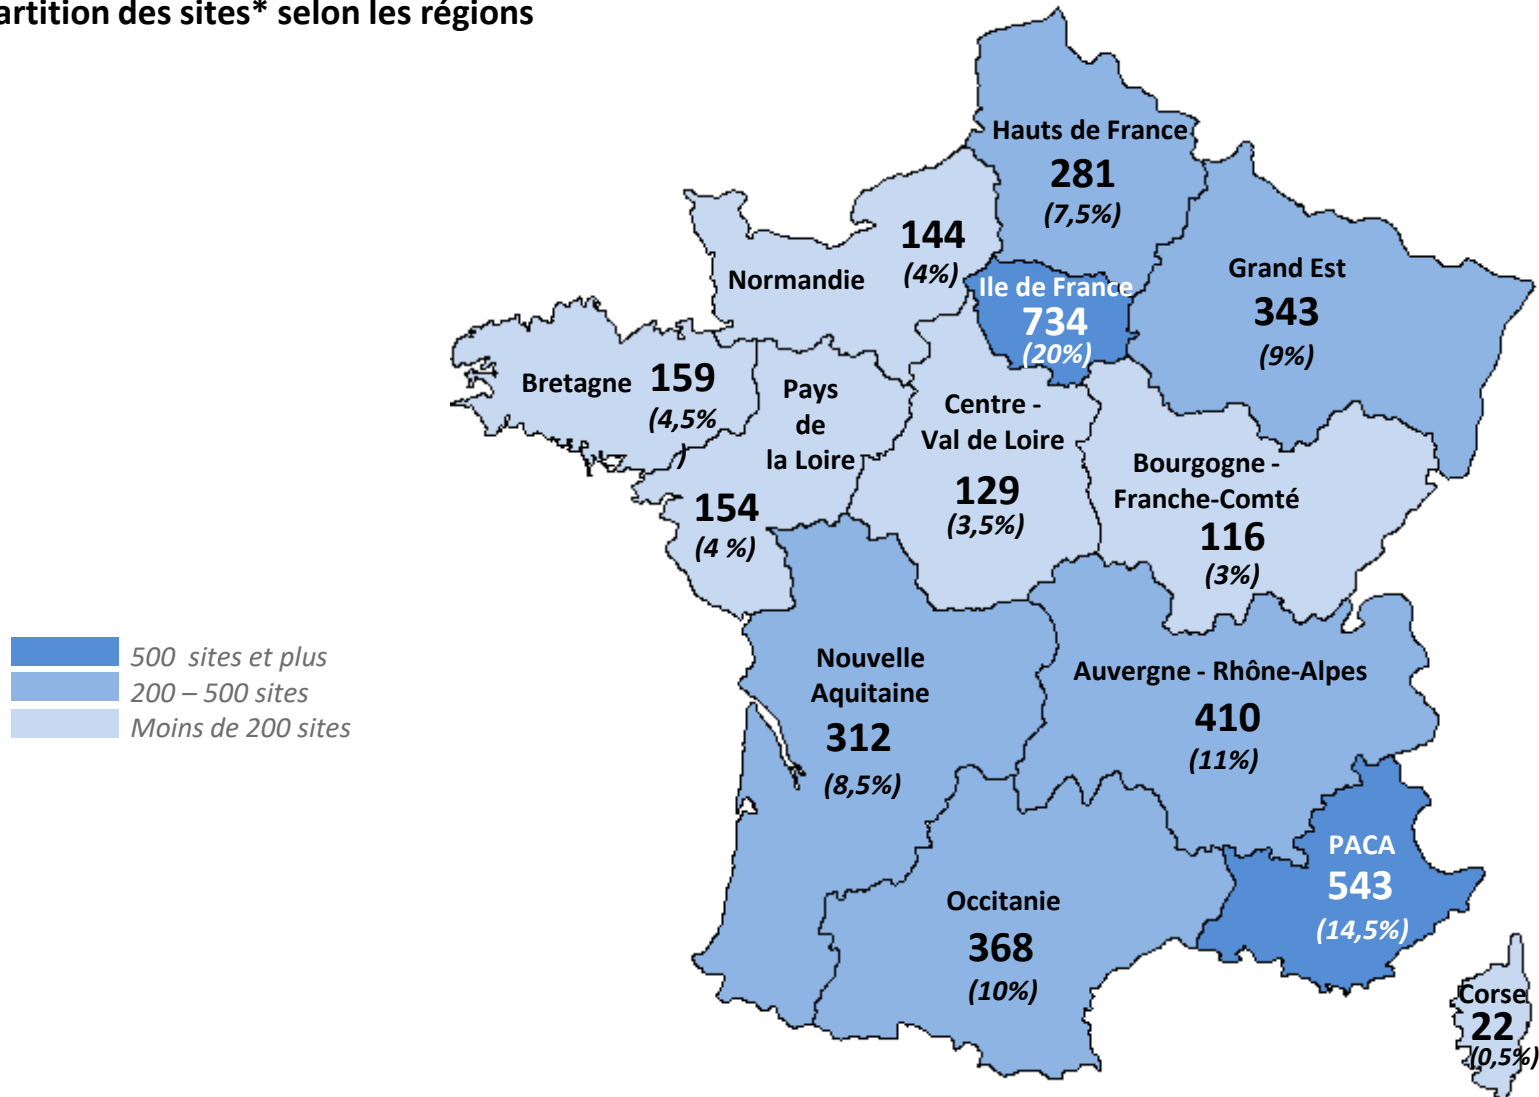 artition des sites* selon les régions
Hauts de France
281
(7,5%)
144
(4%)
Normandie
Ile de France
734
(20%)
Grand Est
343
(9%)
Bretagne 159
(4,5%
)
Pays
de
la Loire
154
(4 %)
Centre -
Val de Loire
129
(3,5%)
Bourgogne -
Franche-Comté
116
(3%)
500 sites et plus
200 – 500 sites
Moins de 200 sites
Nouvelle
Aquitaine
312
(8,5%)
Auvergne - Rhône-Alpes
410
(11%)
PACA
543
(14,5%)
Occitanie
368
(10%)
Corse
22
(0,5%)